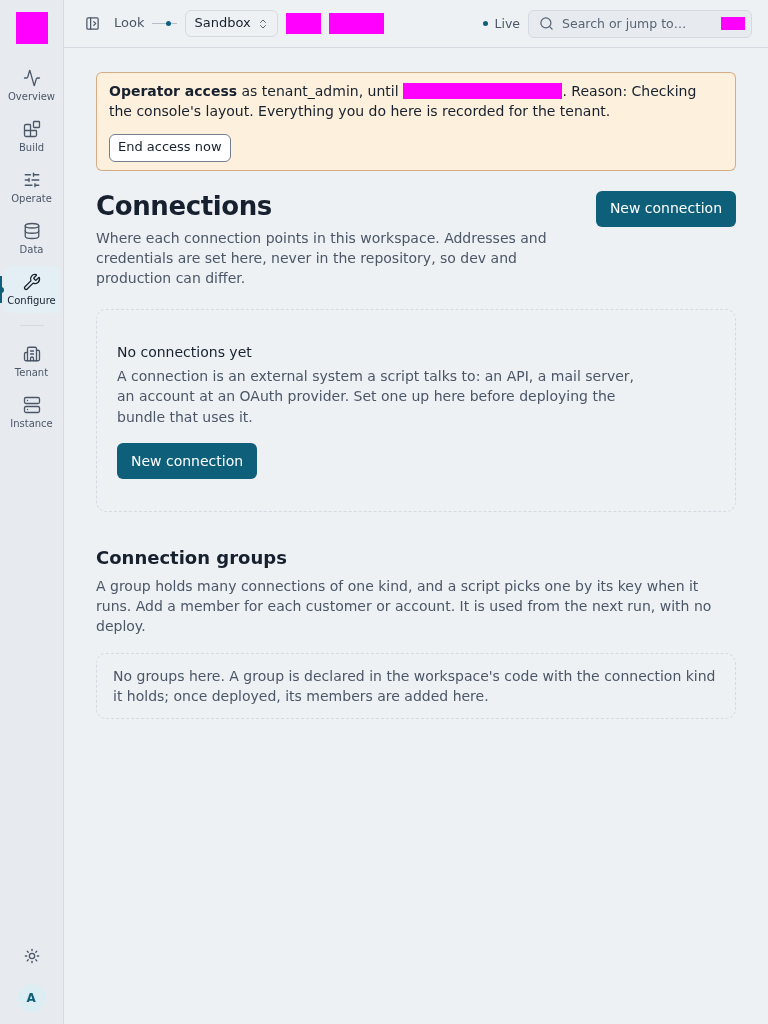 Look
Sandbox
Live
Search or jump to…
Overview
Build
Operate
Data
Configure
Tenant
Instance
A
Operator access as tenant_admin, until . Reason: Checking
the console's layout. Everything you do here is recorded for the tenant.
End access now
Connections
New connection
Where each connection points in this workspace. Addresses and
credentials are set here, never in the repository, so dev and
production can differ.
No connections yet
A connection is an external system a script talks to: an API, a mail server,
an account at an OAuth provider. Set one up here before deploying the
bundle that uses it.
New connection
Connection groups
A group holds many connections of one kind, and a script picks one by its key when it
runs. Add a member for each customer or account. It is used from the next run, with no
deploy.
No groups here. A group is declared in the workspace's code with the connection kind
it holds; once deployed, its members are added here.